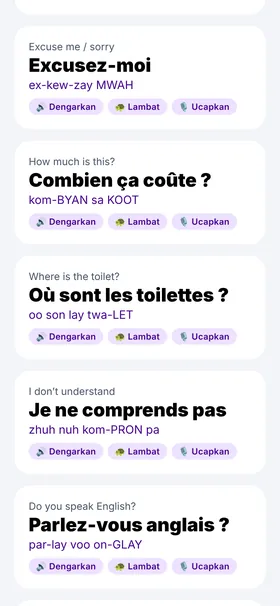 Excuse me / sorry
Excusez-moi
ex-kew-zay MWAH
🔊 Dengarkan 🐢 Lambat 🎙️ Ucapkan
How much is this?
Combien ça coûte ?
kom-BYAN sa KOOT
🔊 Dengarkan 🐢 Lambat 🎙️ Ucapkan
Where is the toilet?
Où sont les toilettes ?
oo son lay twa-LET
🔊 Dengarkan 🐢 Lambat 🎙️ Ucapkan
I don't understand
Je ne comprends pas
zhuh nuh kom-PRON pa
🔊 Dengarkan 🐢 Lambat 🎙️ Ucapkan
Do you speak English?
Parlez-vous anglais ?
par-lay voo on-GLAY
🔊 Dengarkan 🐢 Lambat 🎙️ Ucapkan